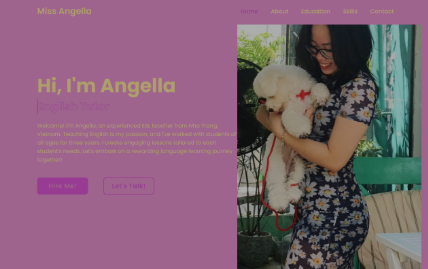 Miss Angella
Home About Education Skills Contact
Hi, I'm Angella
English Tutor
Welcome! I'm Angella, an experienced ESL tutor from Nha Trang,
Vietnam. Teaching English is my passion, and I've worked with students of
all ages for three years. I create engaging lessons tailored to each
student's needs. Let's embark on a rewarding language learning journey
together!
Hire Me! Let's Talk!